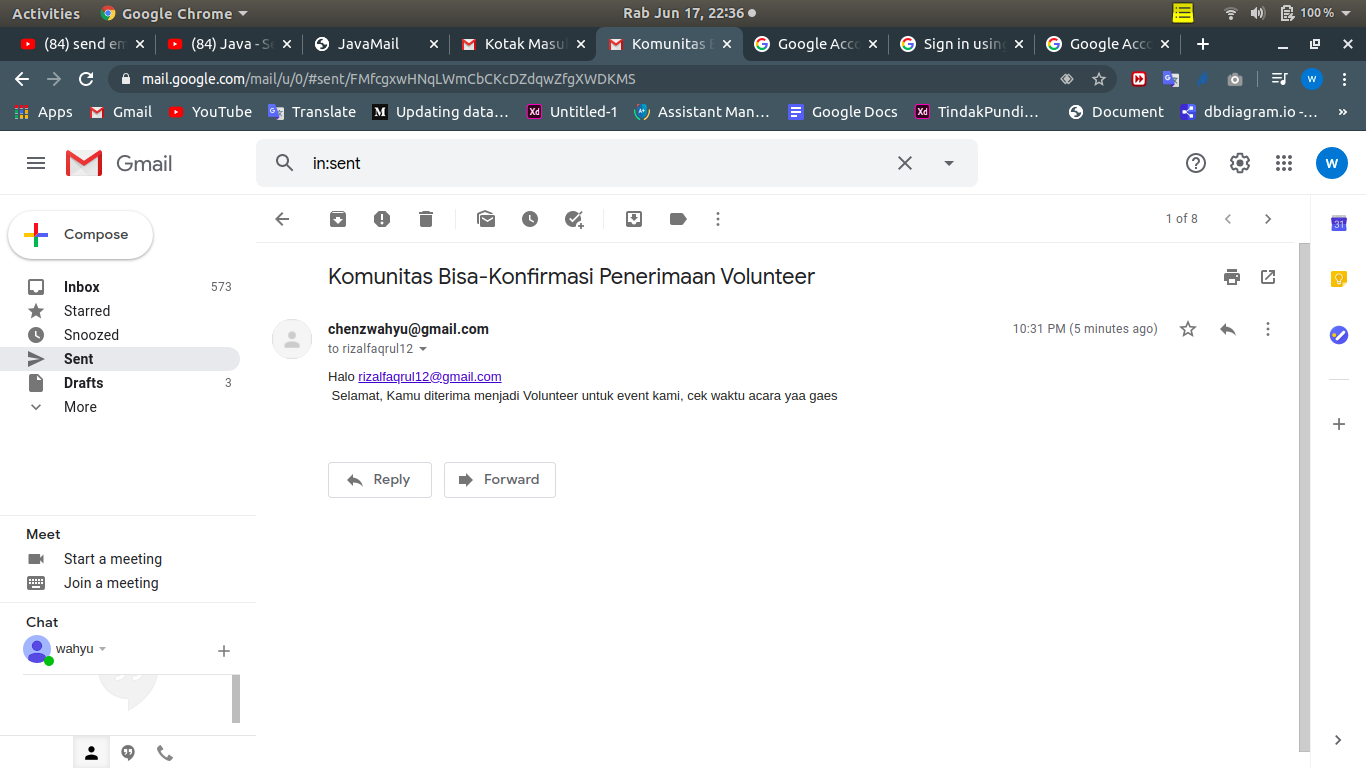 Activities Google Chrome Rab Jun 17, 22:36 100 %
(84) send em (84) Java - Se JavaMail Kotak Masuk Komunitas B Google Acco Sign in using Google Acco
mail.google.com/mail/u/0/#sent/FMfcgxwHNqLWmCbCKcDZdqwZfgXWDKMS W
Apps Gmail YouTube Translate Updating data... Untitled-1 Assistant Man... Google Docs TindakPundi... Document dbdiagram.io -... »
Gmail in:sent W
Compose 1 of 8 31
Komunitas Bisa-Konfirmasi Penerimaan Volunteer
Inbox 573
Starred
Snoozed
Sent
Drafts 3
More
chenzwahyu@gmail.com 10:31 PM (5 minutes ago)
to rizalfaqrul12
Halo rizalfaqrul12@gmail.com
Selamat, Kamu diterima menjadi Volunteer untuk event kami, cek waktu acara yaa gaes
Reply Forward
Meet
Start a meeting
Join a meeting
Chat
wahyu